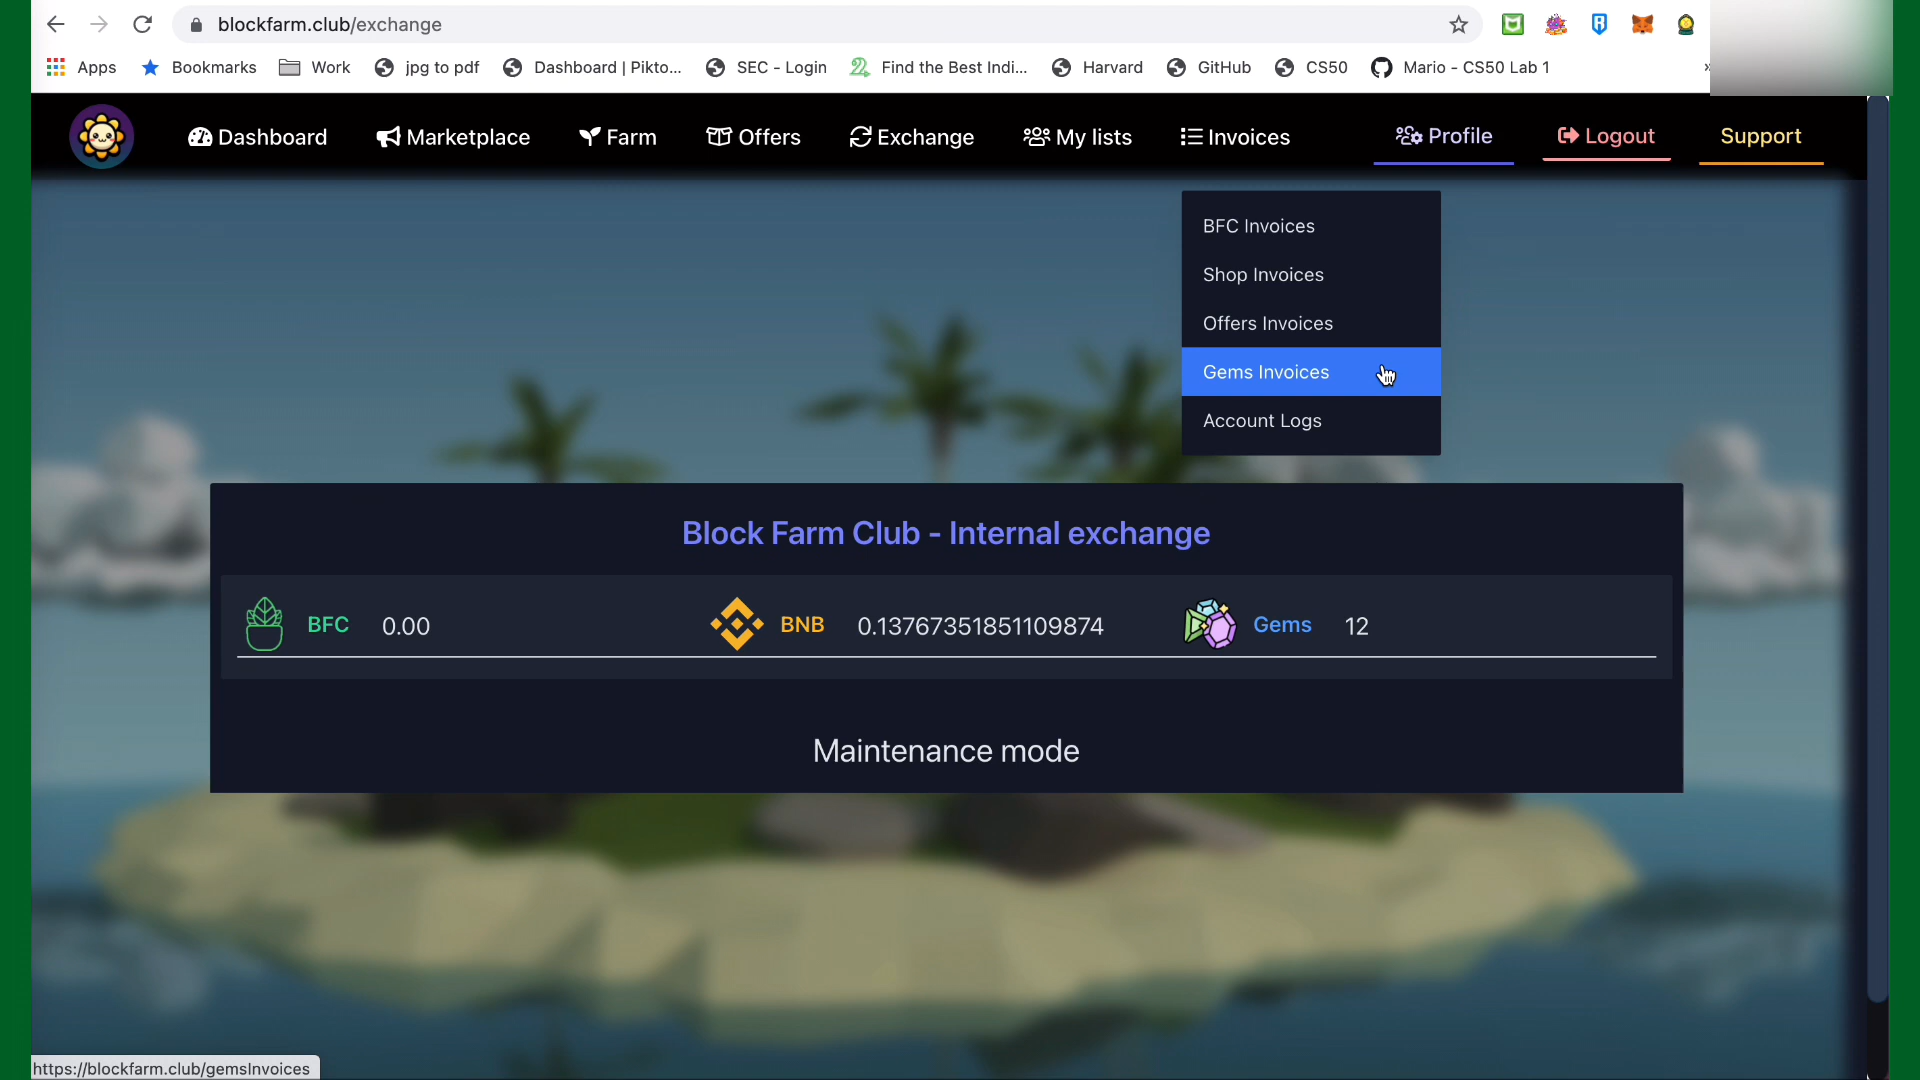 blockfarm.club/exchange
Apps Bookmarks Work jpg to pdf Dashboard | Pikto... SEC - Login Find the Best Indi... Harvard GitHub CS50 Mario - CS50 Lab 1 »
Dashboard Marketplace Farm Offers Exchange My lists Invoices Profile Logout Support
BFC Invoices
Shop Invoices
Offers Invoices
Gems Invoices
Account Logs
Block Farm Club - Internal exchange
BFC 0.00 BNB 0.13767351851109874 Gems 12
Maintenance mode
https://blockfarm.club/gemsInvoices